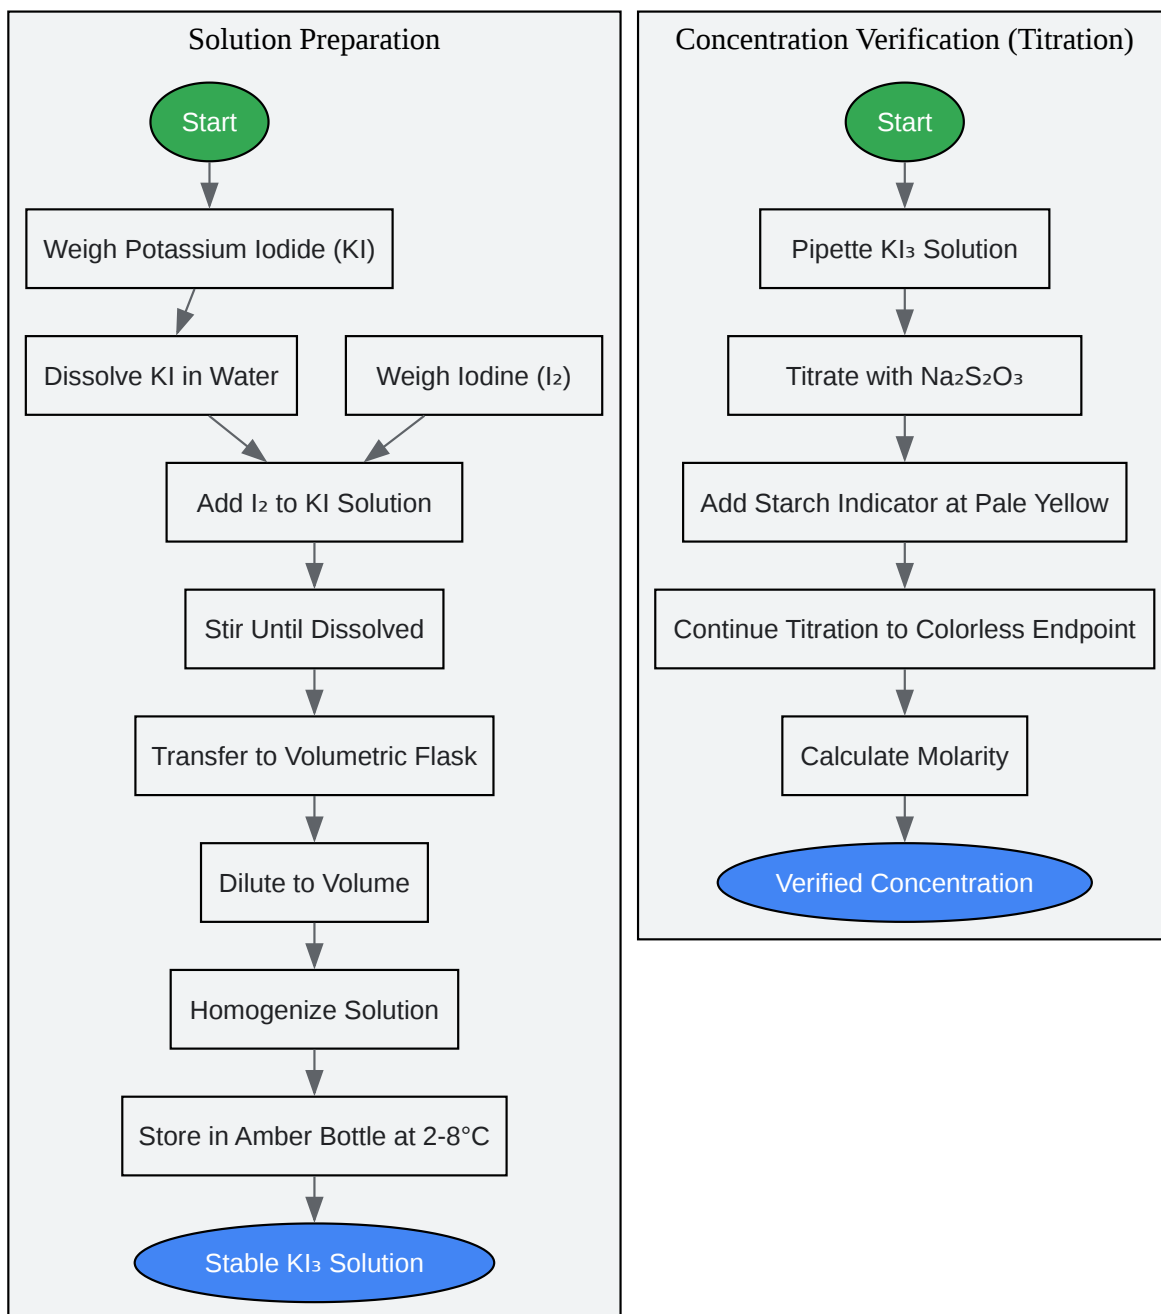 Solution Preparation
Start
Weigh Potassium Iodide (KI)
Dissolve KI in Water
Weigh Iodine (I₂)
Add I₂ to KI Solution
Stir Until Dissolved
Transfer to Volumetric Flask
Dilute to Volume
Homogenize Solution
Store in Amber Bottle at 2-8°C
Stable KI₃ Solution
Concentration Verification (Titration)
Start
Pipette KI₃ Solution
Titrate with Na₂S₂O₃
Add Starch Indicator at Pale Yellow
Continue Titration to Colorless Endpoint
Calculate Molarity
Verified Concentration